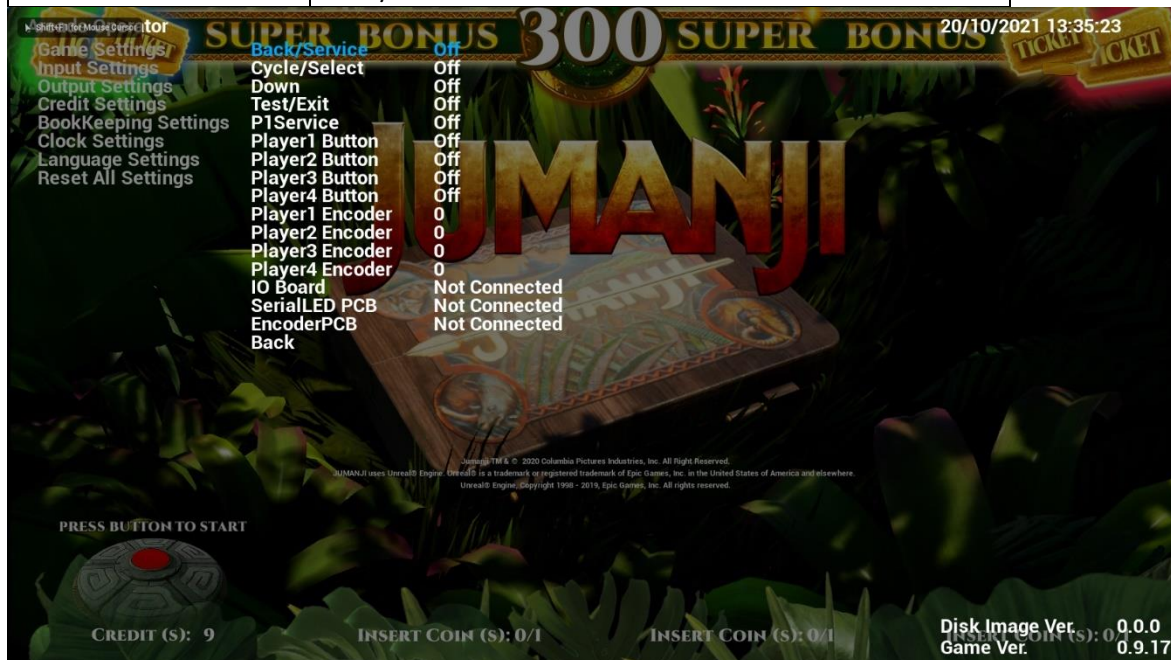 Shift+F1 for Mouse Cursor
20/10/2021 13:35:23
SUPER BONUS 300 SUPER BONUS
TICKET TICKET
Game Settings
Input Settings
Output Settings
Credit Settings
BookKeeping Settings
Clock Settings
Language Settings
Reset All Settings
Back/Service Off
Cycle/Select Off
Down Off
Test/Exit Off
P1Service Off
Player1 Button Off
Player2 Button Off
Player3 Button Off
Player4 Button Off
Player1 Encoder 0
Player2 Encoder 0
Player3 Encoder 0
Player4 Encoder 0
IO Board Not Connected
SerialLED PCB Not Connected
EncoderPCB Not Connected
Back
JUMANJI
JUMANJI
Jumanji TM & © 2020 Columbia Pictures Industries, Inc. All Right Reserved.
JUMANJI uses Unreal® Engine. Unreal® is a trademark or registered trademark of Epic Games, Inc. in the United States of America and elsewhere.
Unreal® Engine, Copyright 1998 - 2019, Epic Games, Inc. All rights reserved.
PRESS BUTTON TO START
CREDIT (S): 9
INSERT COIN (S): 0/1
INSERT COIN (S): 0/1
INSERT COIN (S): 0/1
Disk Image Ver. 0.0.0
Game Ver. 0.9.17